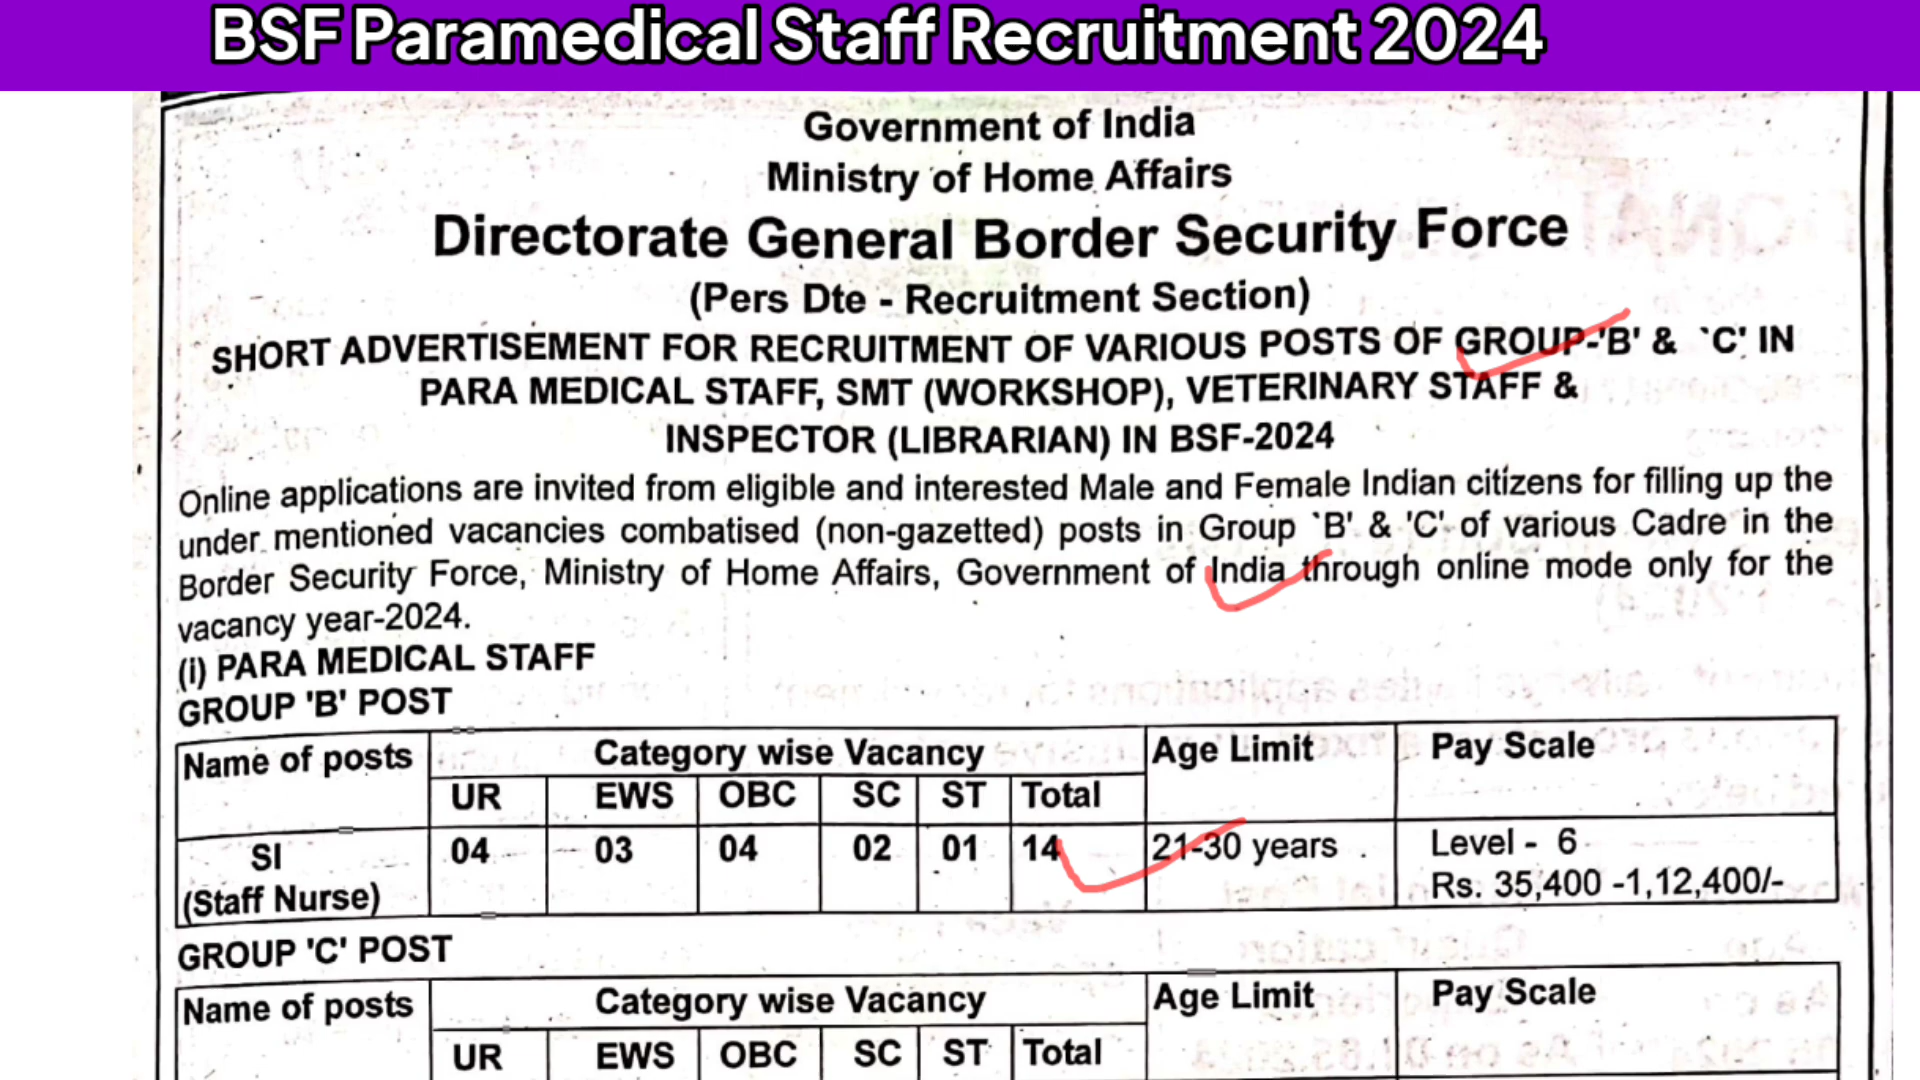 BSF Paramedical Staff Recruitment 2024
Government of India
Ministry of Home Affairs
Directorate General Border Security Force
(Pers Dte - Recruitment Section)
SHORT ADVERTISEMENT FOR RECRUITMENT OF VARIOUS POSTS OF GROUP-'B' & `C' IN
PARA MEDICAL STAFF, SMT (WORKSHOP), VETERINARY STAFF &
INSPECTOR (LIBRARIAN) IN BSF-2024
Online applications are invited from eligible and interested Male and Female Indian citizens for filling up the
under mentioned vacancies combatised (non-gazetted) posts in Group `B' & 'C' of various Cadre in the
Border Security Force, Ministry of Home Affairs, Government of India through online mode only for the
vacancy year-2024.
(i) PARA MEDICAL STAFF
GROUP 'B' POST
Name of posts Category wise Vacancy Age Limit Pay Scale
UR EWS OBC SC ST Total
SI 04 03 04 02 01 14 21-30 years Level - 6
(Staff Nurse) Rs. 35,400 -1,12,400/-
GROUP 'C' POST
Name of posts Category wise Vacancy Age Limit Pay Scale
UR EWS OBC SC ST Total